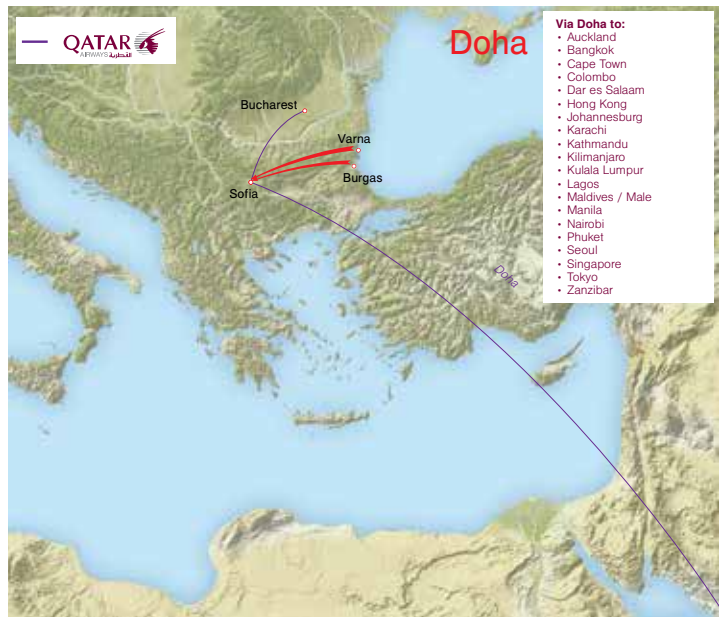 QATAR
AIRWAYS القطرية
Doha
Via Doha to:
• Auckland
• Bangkok
• Cape Town
• Colombo
• Dar es Salaam
• Hong Kong
• Johannesburg
• Karachi
• Kathmandu
• Kilimanjaro
• Kulala Lumpur
• Lagos
• Maldives / Male
• Manila
• Nairobi
• Phuket
• Seoul
• Singapore
• Tokyo
• Zanzibar
Bucharest
Varna
Burgas
Sofia
Doha